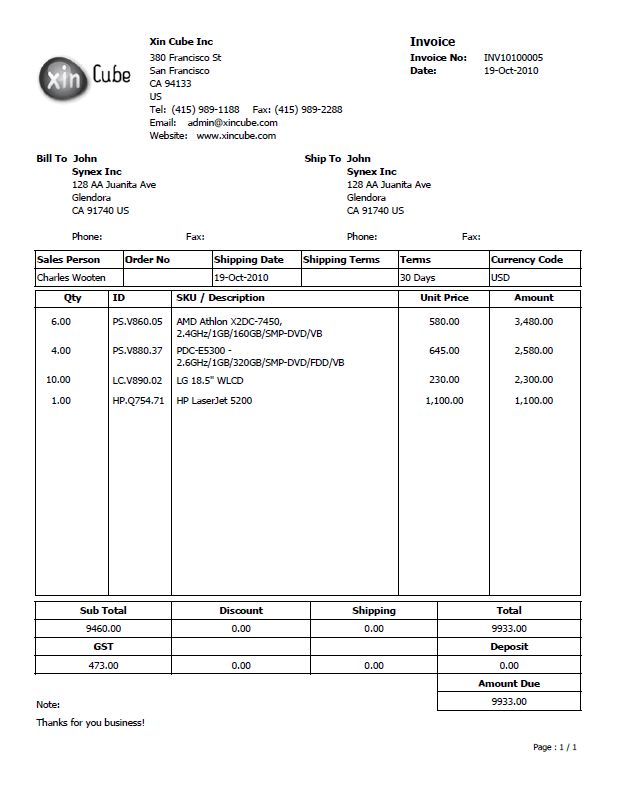 xin Cube
Xin Cube Inc
380 Francisco St
San Francisco
CA 94133
US
Tel: (415) 989-1188 Fax: (415) 989-2288
Email: admin@xincube.com
Website: www.xincube.com
Invoice
Invoice No: INV10100005
Date: 19-Oct-2010
Bill To John
Synex Inc
128 AA Juanita Ave
Glendora
CA 91740 US
Phone: Fax:
Ship To John
Synex Inc
128 AA Juanita Ave
Glendora
CA 91740 US
Phone: Fax:
Sales Person Order No Shipping Date Shipping Terms Terms Currency Code
Charles Wooten 19-Oct-2010 30 Days USD
Qty ID SKU / Description Unit Price Amount
6.00 PS.V860.05 AMD Athlon X2DC-7450, 580.00 3,480.00
2.4GHz/1GB/160GB/SMP-DVD/VB
4.00 PS.V880.37 PDC-E5300 - 645.00 2,580.00
2.6GHz/1GB/320GB/SMP-DVD/FDD/VB
10.00 LC.V890.02 LG 18.5" WLCD 230.00 2,300.00
1.00 HP.Q754.71 HP LaserJet 5200 1,100.00 1,100.00
Sub Total Discount Shipping Total
9460.00 0.00 0.00 9933.00
GST Deposit
473.00 0.00 0.00 0.00
Amount Due
9933.00
Note:
Thanks for you business!
Page : 1 / 1